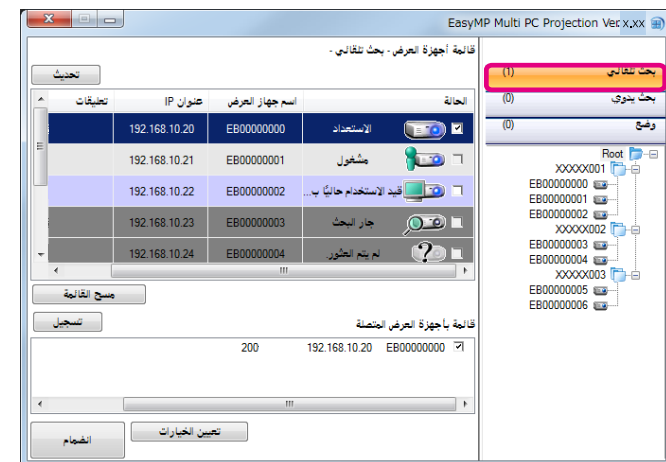 EasyMP Multi PC Projection Ver.x.xx
قائمة أجهزة العرض - بحث تلقائي -
تحديث
الحالة اسم جهاز العرض عنوان IP تعليقات
الاستعداد EB00000000 192.168.10.20
مشغول EB00000001 192.168.10.21
قيد الاستخدام حاليًا ب... EB00000002 192.168.10.22
جار البحث EB00000003 192.168.10.23
لم يتم العثور. EB00000004 192.168.10.24
مسح القائمة
تسجيل
قائمة بأجهزة العرض المتصلة
EB00000000 192.168.10.20 200
تعيين الخيارات
انضمام
بحث تلقائي (1)
بحث يدوي (0)
وضع (0)
Root
XXXXX001
EB00000000
EB00000001
EB00000002
XXXXX002
EB00000003
EB00000004
XXXXX003
EB00000005
EB00000006